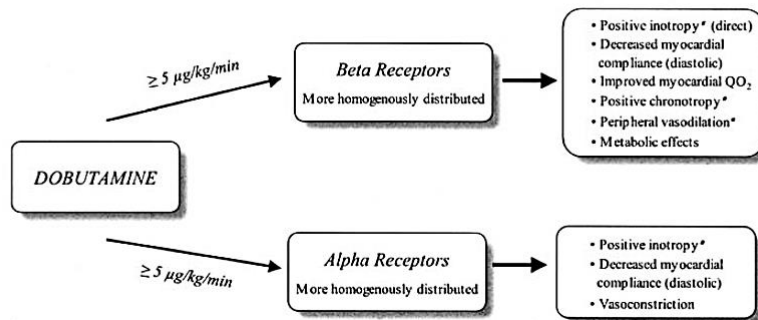 DOBUTAMINE
≥ 5 µg/kg/min
Beta Receptors
More homogenously distributed
• Positive inotropy* (direct)
• Decreased myocardial
compliance (diastolic)
• Improved myocardial QO₂
• Positive chronotropy*
• Peripheral vasodilation*
• Metabolic effects
≥ 5 µg/kg/min
Alpha Receptors
More homogenously distributed
• Positive inotropy*
• Decreased myocardial
compliance (diastolic)
• Vasoconstriction